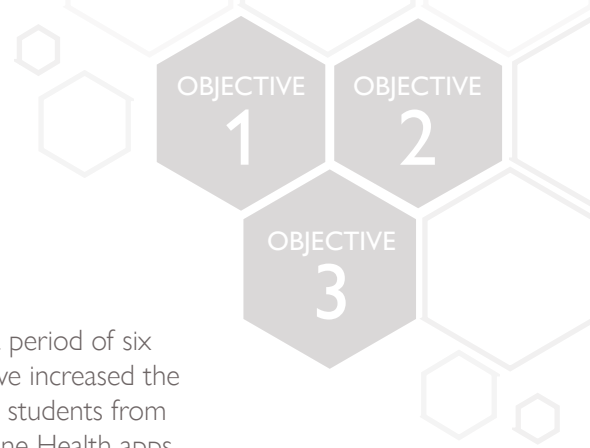 OBJECTIVE
1
OBJECTIVE
2
OBJECTIVE
3
period of six
ve increased the
students from
ne Health apps